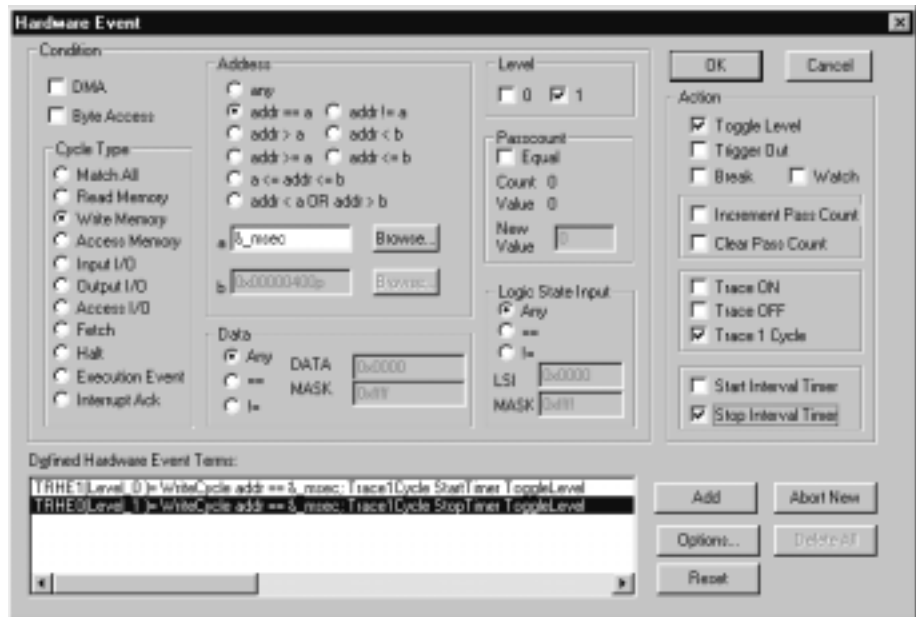 Hardware Event
Condition
DMA
Byte Access
Cycle Type
Match All
Read Memory
Write Memory
Access Memory
Input I/O
Output I/O
Access I/O
Fetch
Halt
Execution Event
Interrupt Ack
Address
any
addr == a addr != a
addr > a addr < b
addr >= a addr <= b
a <= addr <= b
addr < a OR addr > b
a &_msec Browse...
b 0x00000400p Browse...
Data
Any
==
!=
DATA 0x0000
MASK 0xffff
Level
0 1
Passcount
Equal
Count 0
Value 0
New Value 0
Logic State Input
Any
==
!=
LSI 0x0000
MASK 0xffff
OK Cancel
Action
Toggle Level
Trigger Out
Break Watch
Increment Pass Count
Clear Pass Count
Trace ON
Trace OFF
Trace 1 Cycle
Start Interval Timer
Stop Interval Timer
Defined Hardware Event Terms:
TRHE1(Level_0 )= WriteCycle addr == &_msec; Trace1Cycle StartTimer ToggleLevel
TRHE0(Level_1 )= WriteCycle addr == &_msec; Trace1Cycle StopTimer ToggleLevel
Add Abort New
Options... Delete All
Reset